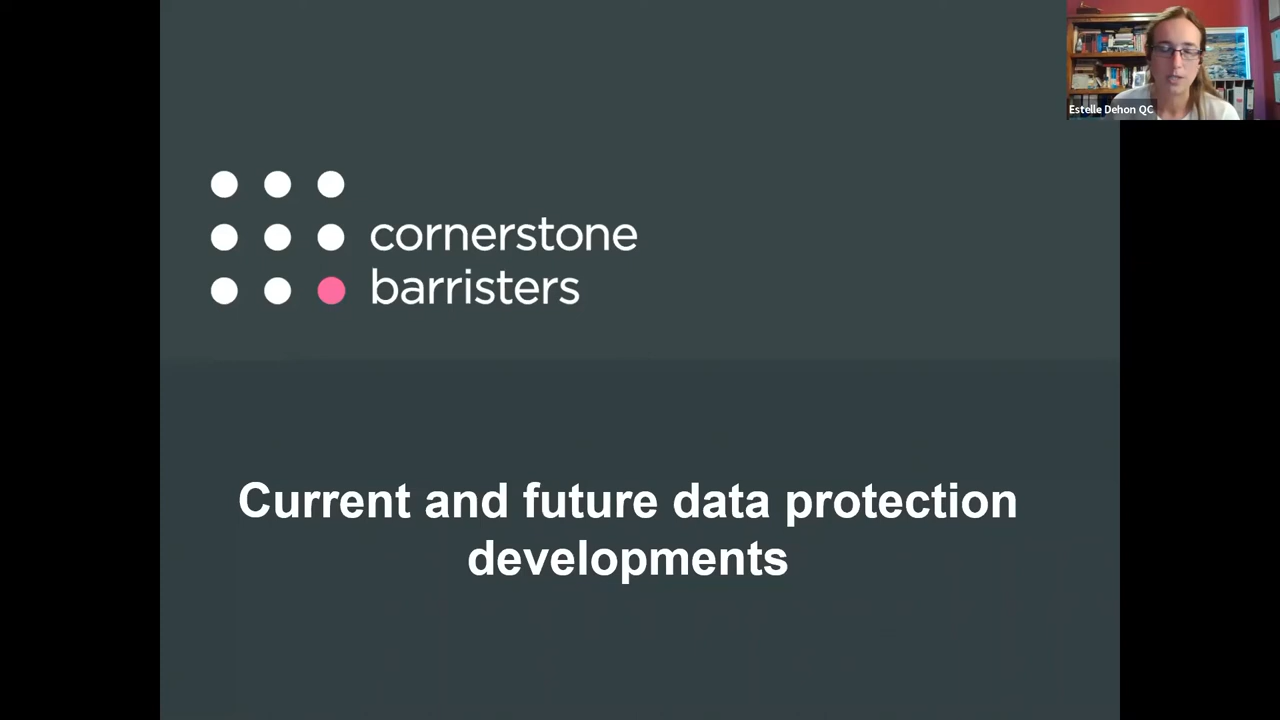 Estelle Dehon QC
cornerstone
barristers
Current and future data protection
developments